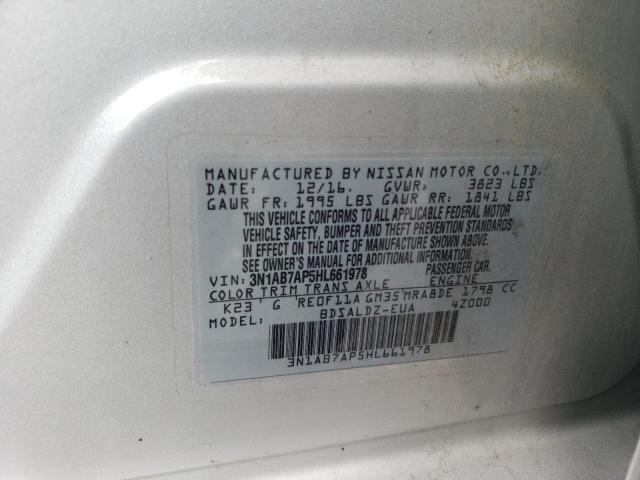 MANUFACTURED BY NISSAN MOTOR CO.,LTD.
DATE: 12/16. GVWR: 3823 LBS
GAWR FR: 1995 LBS GAWR RR: 1841 LBS
THIS VEHICLE CONFORMS TO ALL APPLICABLE FEDERAL MOTOR
VEHICLE SAFETY, BUMPER AND THEFT PREVENTION STANDARDS
IN EFFECT ON THE DATE OF MANUFACTURE SHOWN ABOVE.
SEE OWNER'S MANUAL FOR ADDITIONAL INFORMATION.
VIN: 3N1AB7AP5HL661978 PASSENGER CAR.
COLOR TRIM TRANS AXLE ENGINE
K23 G RE0F11A GM35 MRA8DE 1798 CC
MODEL: BDSALDZ-EUA 4Z000
3N1AB7AP5HL661978